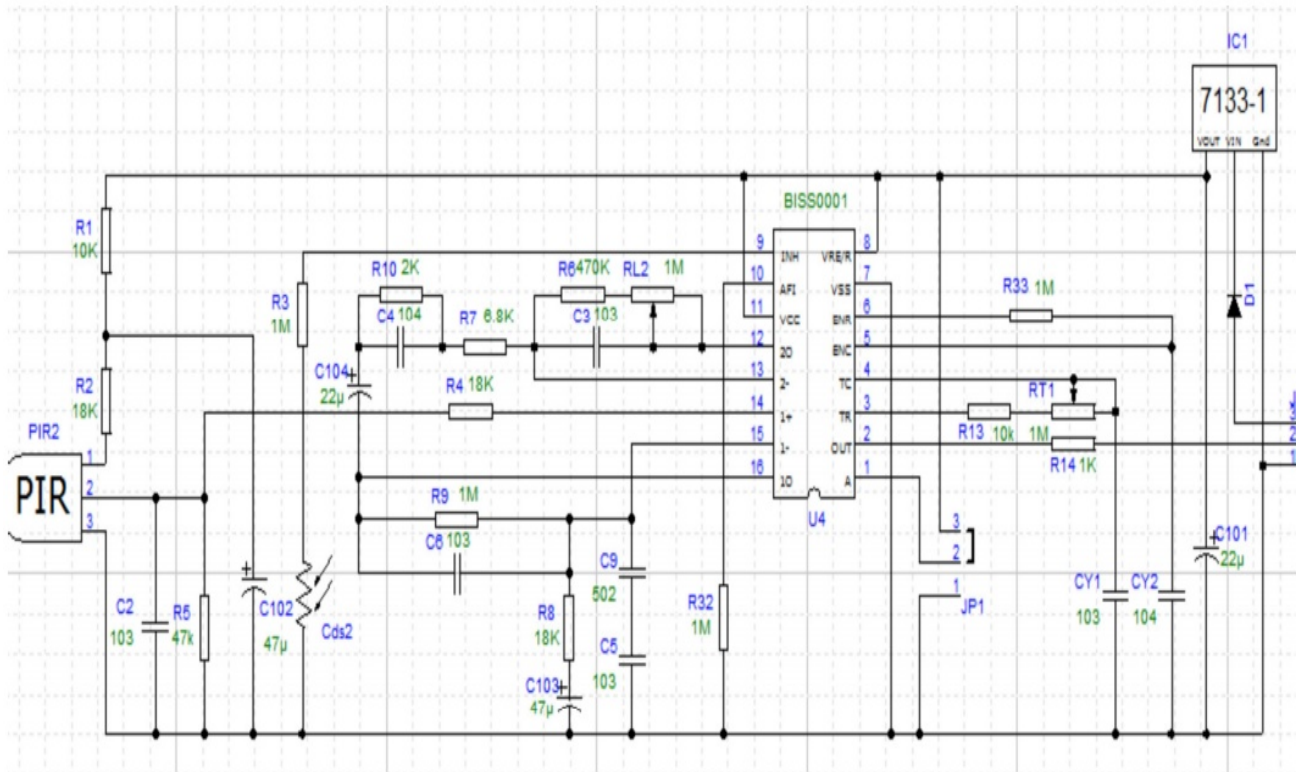 IC1
7133-1
VOUT VIN Gnd
BISS0001
R1
10K
R2
18K
PIR2
PIR
1
2
3
C2
103
R5
47k
C102
47µ
R3
1M
Cds2
R10 2K
C4 104
C104
22µ
R7 6.8K
R6 470K
RL2 1M
C3 103
R4 18K
R9 1M
C6 103
R8
18K
C103
47µ
C9
502
C5
103
R32
1M
9 INH VRE/R 8
10 AFI VSS 7
11 VCC ENR 6
12 2O ENC 5
13 2- TC 4
14 1+ TR 3
15 1- OUT 2
16 1O A 1
U4
R33 1M
RT1
1M
R13 10k
R14 1K
3
2
1
JP1
CY1
103
CY2
104
D1
C101
22µ
3
2
1